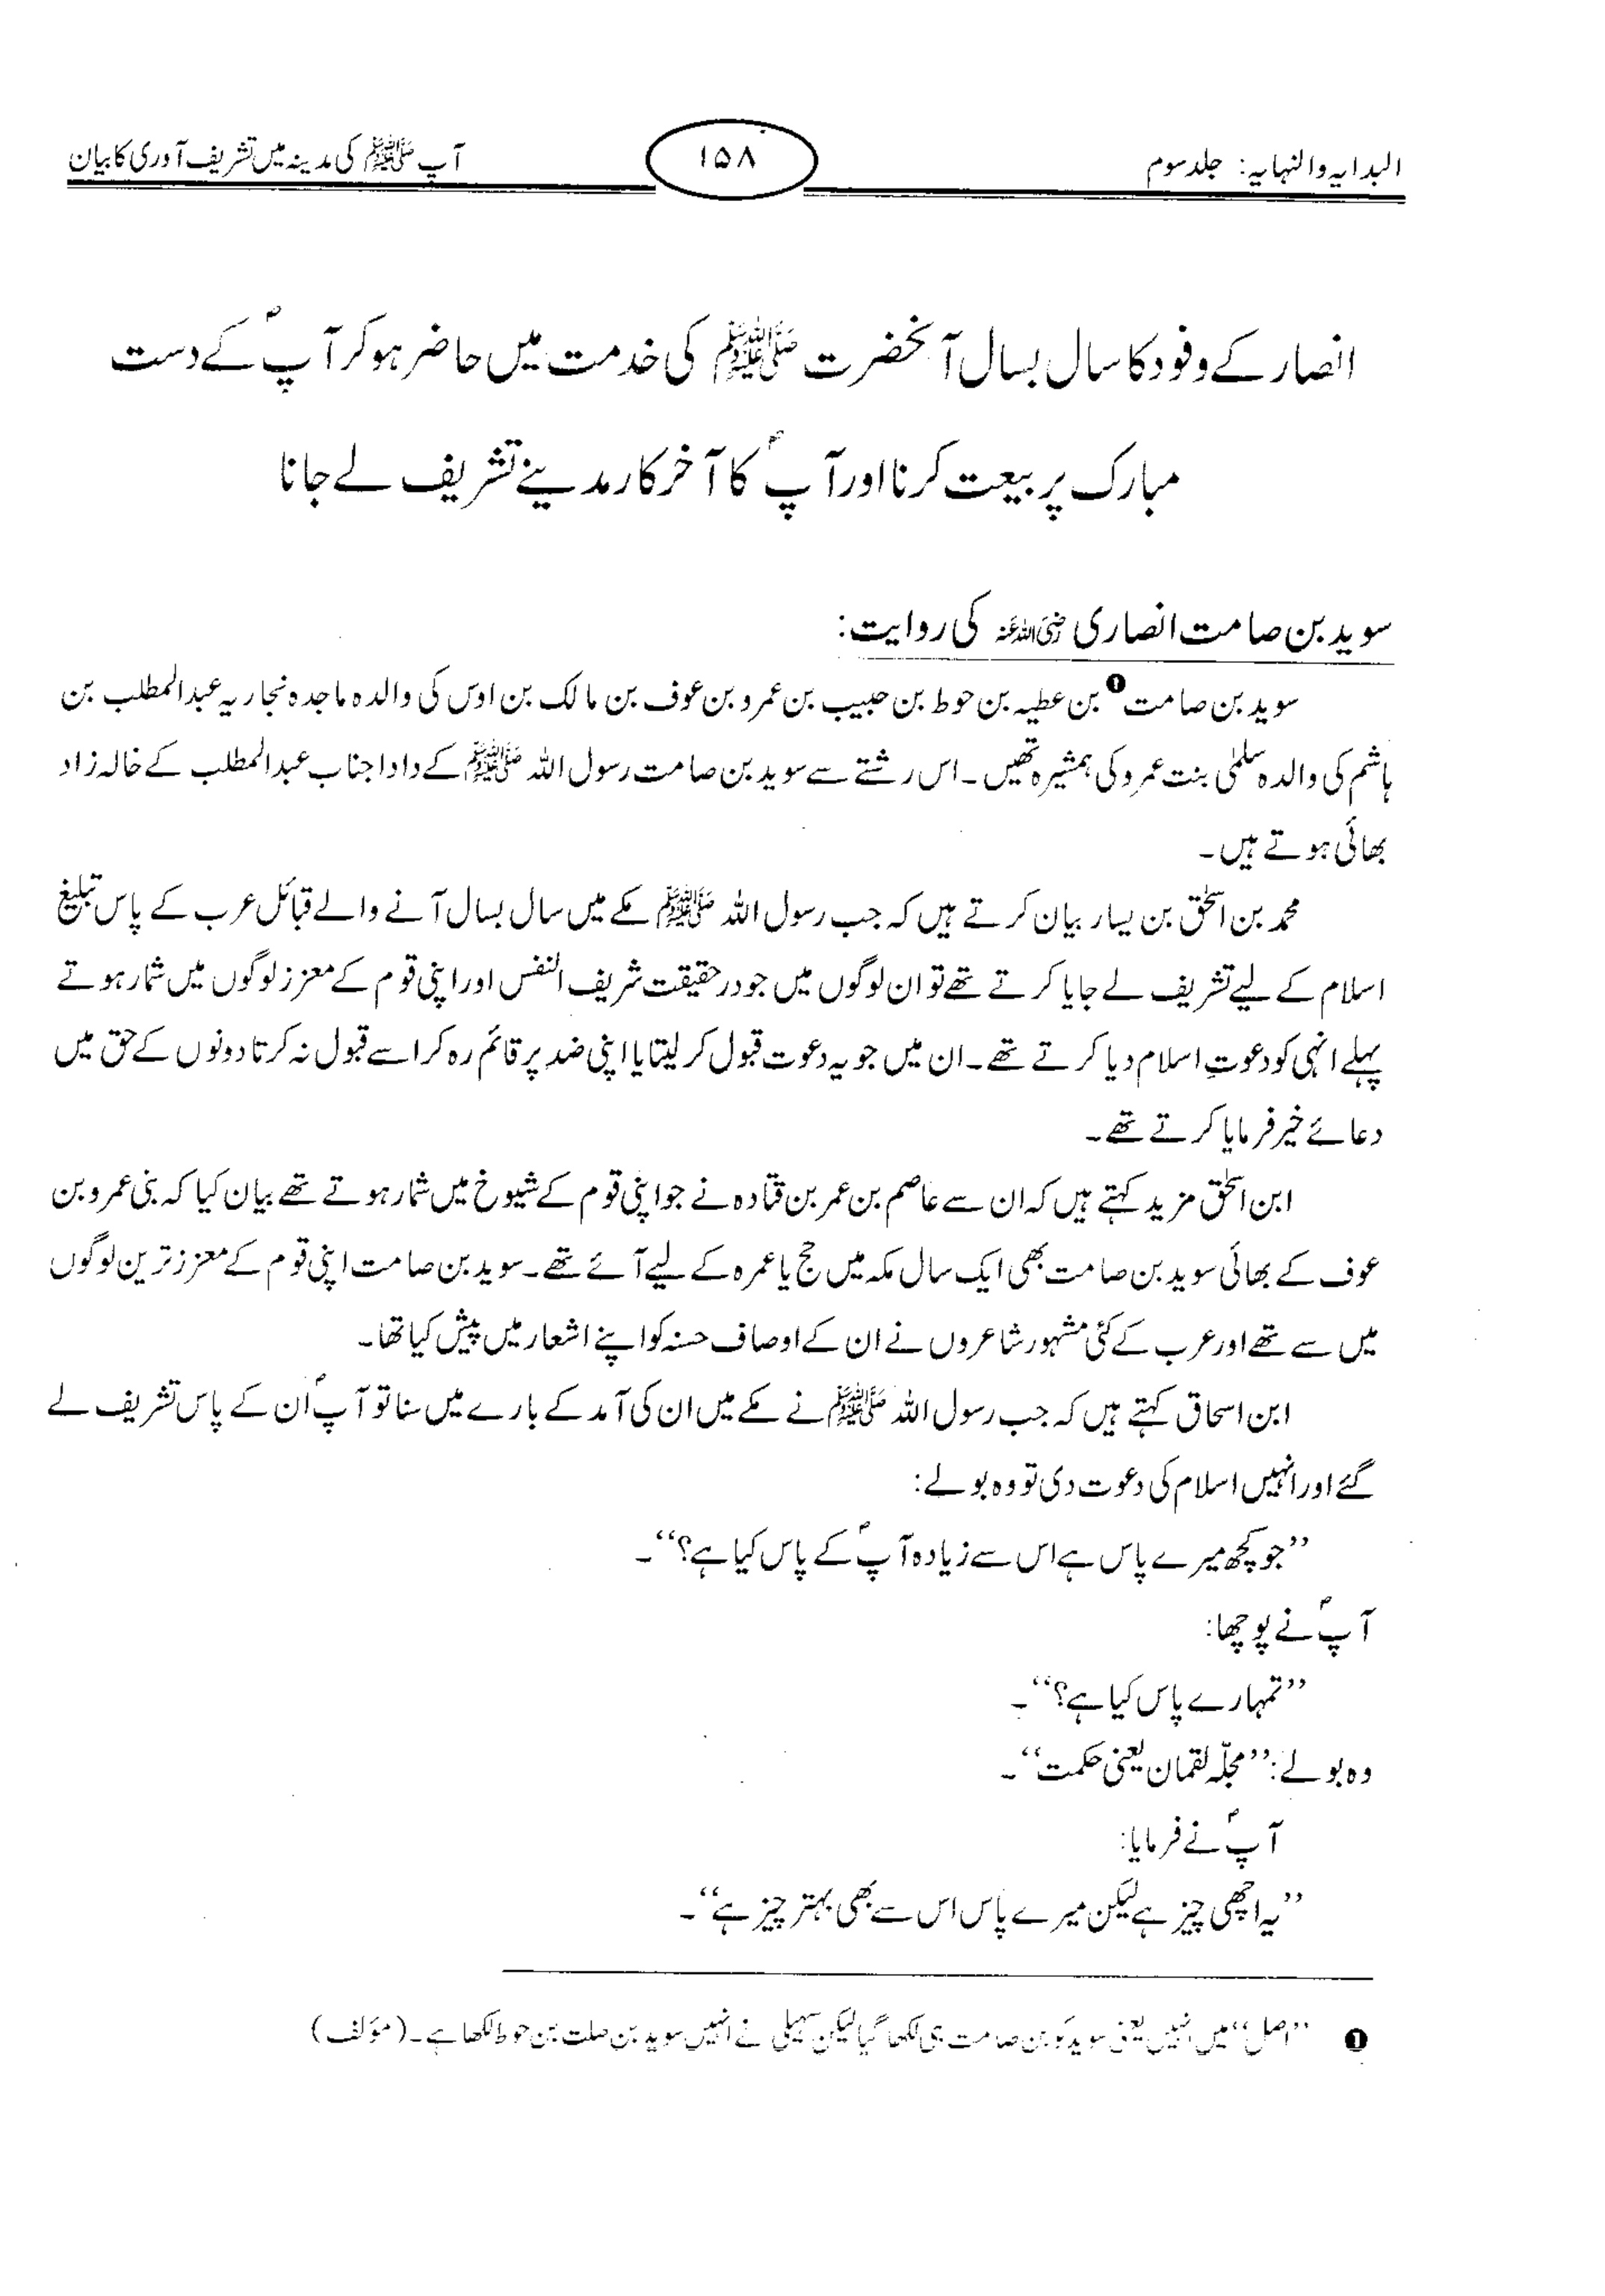 البدایہ والنہایہ: جلد سوم
۱۵۸
آپ ﷺ کی مدینہ میں تشریف آوری کا بیان
انصار کے وفود کا سال بسال آنحضرت ﷺ کی خدمت میں حاضر ہو کر آپؐ کے دست
مبارک پر بیعت کرنا اور آپؐ کا آخر کار مدینے تشریف لے جانا
سوید بن صامت انصاری رضی اللہ عنہ کی روایت:
سوید بن صامت❶ بن عطیہ بن حوط بن حبیب بن عمرو بن عوف بن مالک بن اوس کی والدہ ماجدہ نجاریہ عبدالمطلب بن
ہاشم کی والدہ سلمٰی بنت عمرو کی ہمشیرہ تھیں۔ اس رشتے سے سوید بن صامت رسول اللہ ﷺ کے دادا جناب عبدالمطلب کے خالہ زاد
بھائی ہوتے ہیں۔
محمد بن اسحٰق بن یسار بیان کرتے ہیں کہ جب رسول اللہ ﷺ مکے میں سال بسال آنے والے قبائل عرب کے پاس تبلیغ
اسلام کے لیے تشریف لے جایا کرتے تھے تو ان لوگوں میں جو درحقیقت شریف النفس اور اپنی قوم کے معزز لوگوں میں شمار ہوتے
پہلے انہی کو دعوتِ اسلام دیا کرتے تھے۔ ان میں جو یہ دعوت قبول کر لیتا یا اپنی ضد پر قائم رہ کر اسے قبول نہ کرتا دونوں کے حق میں
دعائے خیر فرمایا کرتے تھے۔
ابن اسحٰق مزید کہتے ہیں کہ ان سے عاصم بن عمر بن قتادہ نے جو اپنی قوم کے شیوخ میں شمار ہوتے تھے بیان کیا کہ بنی عمرو بن
عوف کے بھائی سوید بن صامت بھی ایک سال مکہ میں حج یا عمرہ کے لیے آئے تھے۔ سوید بن صامت اپنی قوم کے معزز ترین لوگوں
میں سے تھے اور عرب کے کئی مشہور شاعروں نے ان کے اوصاف حسنہ کو اپنے اشعار میں پیش کیا تھا۔
ابن اسحاق کہتے ہیں کہ جب رسول اللہ ﷺ نے مکے میں ان کی آمد کے بارے میں سنا تو آپؐ ان کے پاس تشریف لے
گئے اور انہیں اسلام کی دعوت دی تو وہ بولے:
’’جو کچھ میرے پاس ہے اس سے زیادہ آپؐ کے پاس کیا ہے؟‘‘۔
آپؐ نے پوچھا:
’’تمہارے پاس کیا ہے؟‘‘۔
وہ بولے: ’’مجلّہ لقمان یعنی حکمت‘‘۔
آپؐ نے فرمایا:
’’یہ اچھی چیز ہے لیکن میرے پاس اس سے بھی بہتر چیز ہے‘‘۔
❶ ’’اصل‘‘ میں انہیں یعنی سوید کو بن صامت ہی لکھا گیا لیکن سہیلی نے انہیں سوید بن صلت بن حوط لکھا ہے۔ (مؤلف)